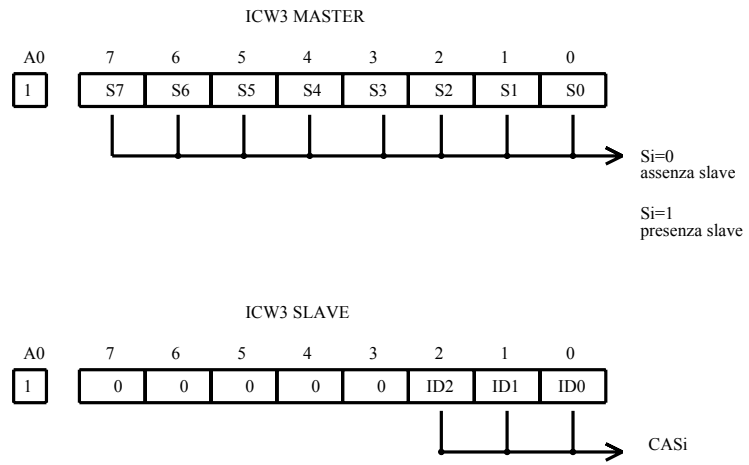 ICW3 MASTER
A0 7 6 5 4 3 2 1 0
1 S7 S6 S5 S4 S3 S2 S1 S0
Si=0
assenza slave
Si=1
presenza slave
ICW3 SLAVE
A0 7 6 5 4 3 2 1 0
1 0 0 0 0 0 ID2 ID1 ID0
CASi